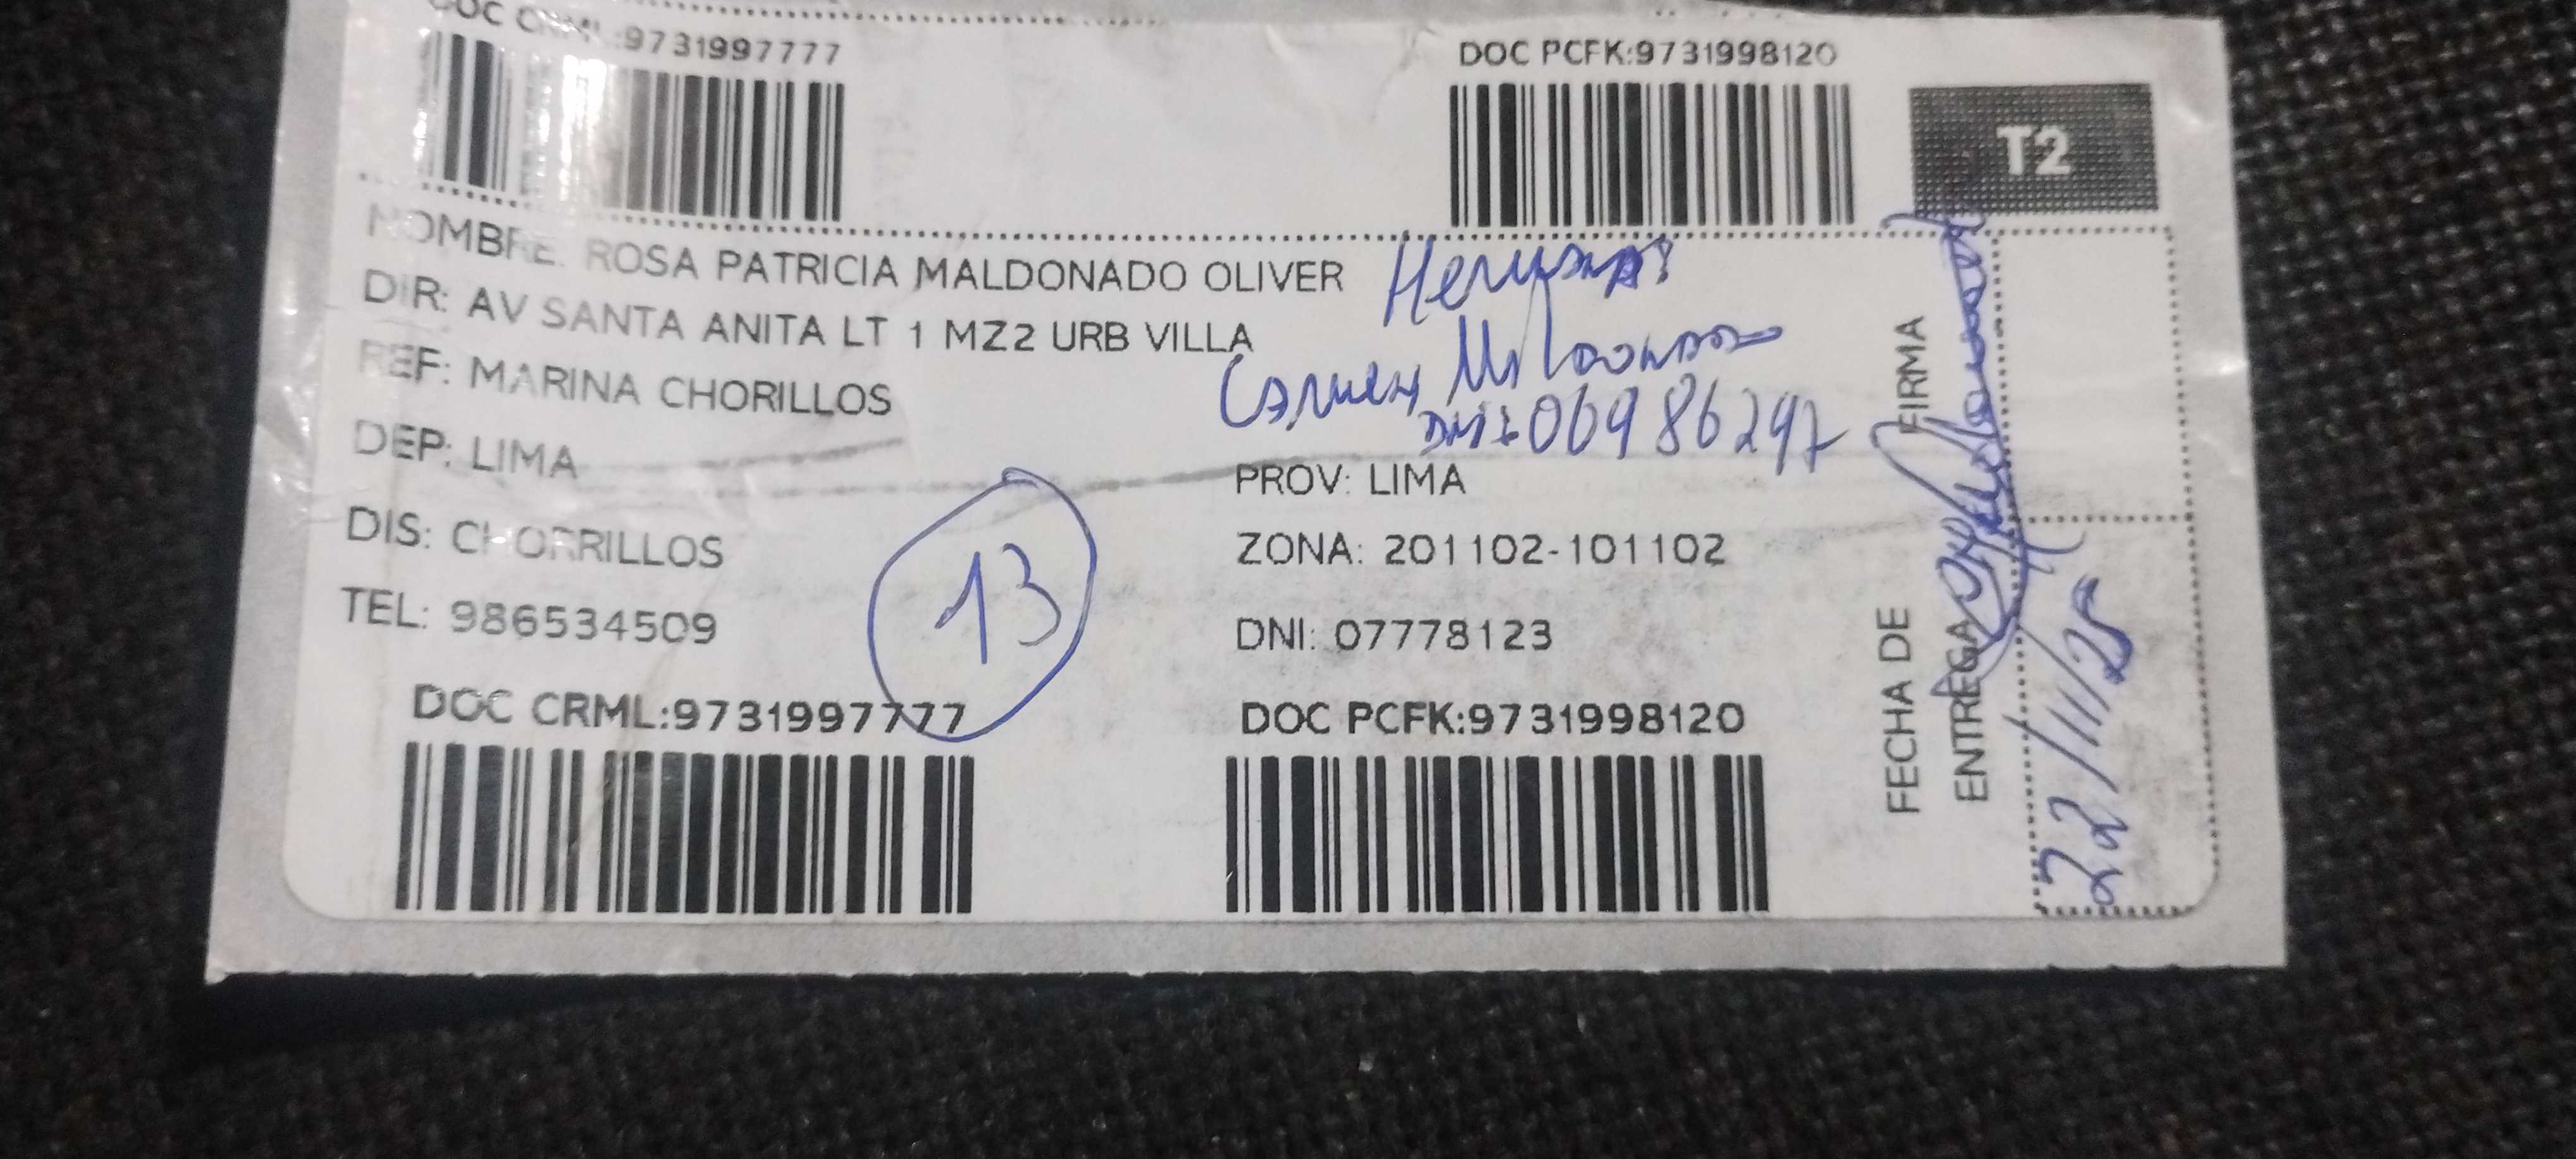 DOC CRML:9731997777
DOC PCFK:9731998120
T2
NOMBRE: ROSA PATRICIA MALDONADO OLIVER
Hermana
DIR: AV SANTA ANITA LT 1 MZ2 URB VILLA
Carmen Maldonado
REF: MARINA CHORILLOS
DNI: 06986247
FIRMA
DEP: LIMA
PROV: LIMA
DIS: CHORRILLOS
ZONA: 201102-101102
13
TEL: 986534509
DNI: 07778123
FECHA DE
ENTREGA
22/11/25
DOC CRML:9731997777
DOC PCFK:9731998120